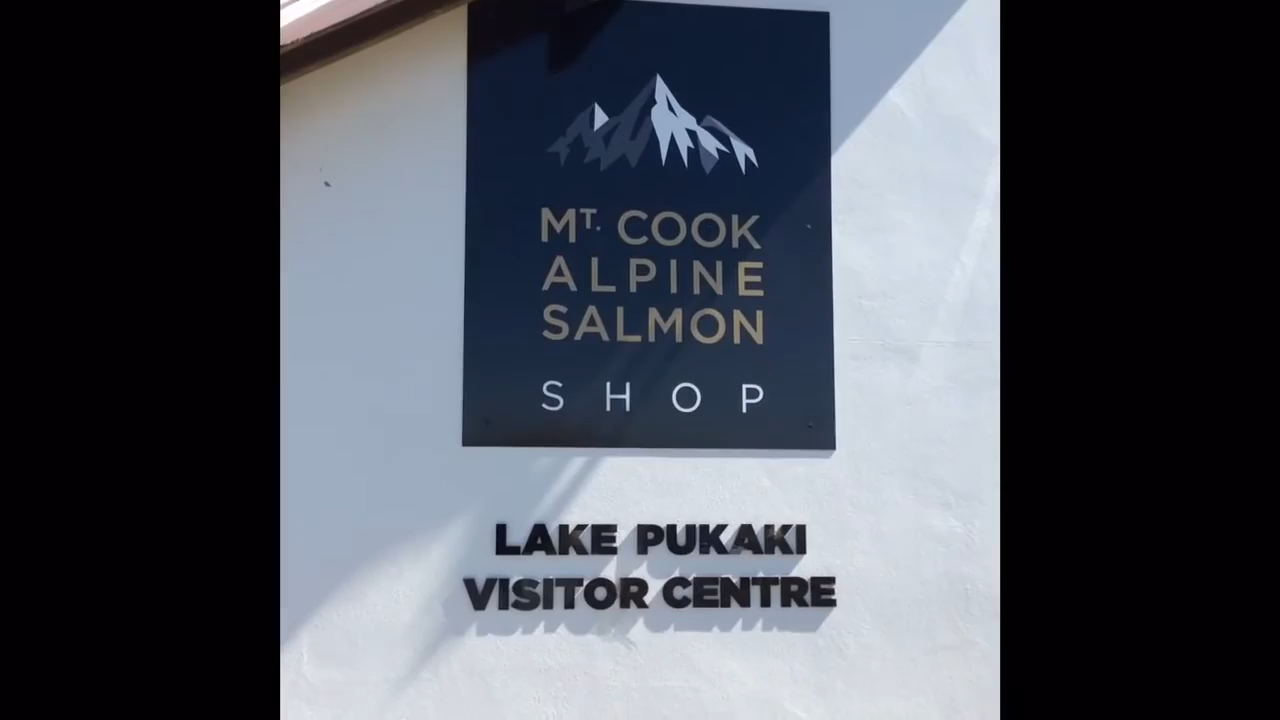 MT. COOK
ALPINE
SALMON
SHOP
LAKE PUKAKI
VISITOR CENTRE